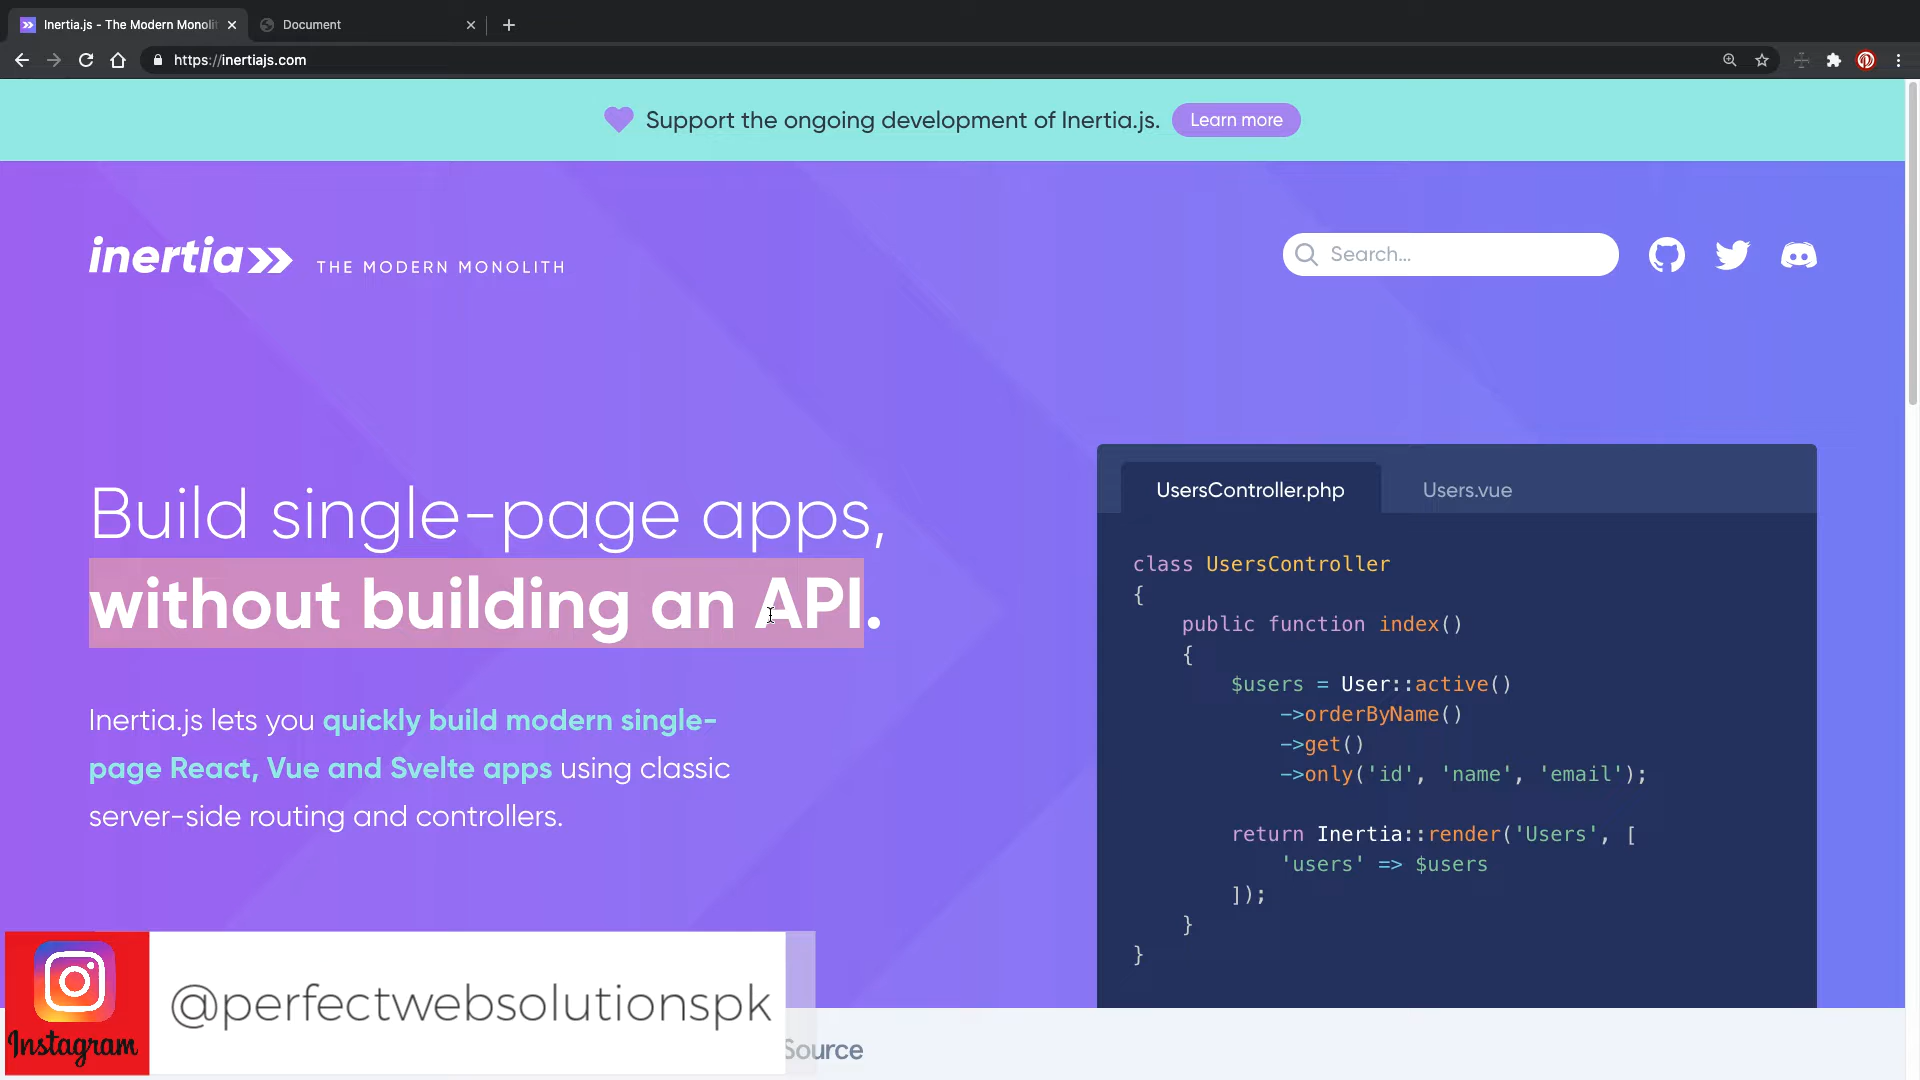 Inertia.js - The Modern Monolit
Document
https://inertiajs.com
Support the ongoing development of Inertia.js.
Learn more
inertia
THE MODERN MONOLITH
Search...
Build single-page apps,
without building an API.
Inertia.js lets you quickly build modern single-
page React, Vue and Svelte apps using classic
server-side routing and controllers.
UsersController.php
Users.vue
class UsersController
{
    public function index()
    {
        $users = User::active()
            ->orderByName()
            ->get()
            ->only('id', 'name', 'email');

        return Inertia::render('Users', [
            'users' => $users
        ]);
    }
}
Instagram
@perfectwebsolutionspk
Source